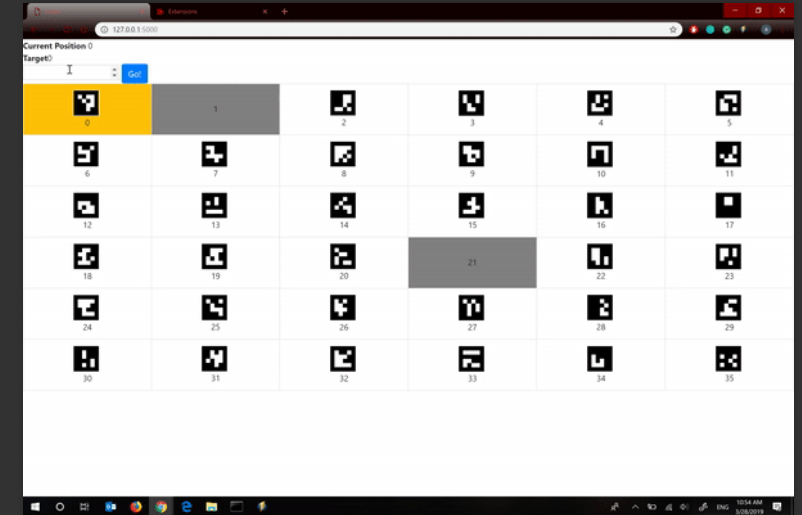 Extensions
127.0.0.1:5000
Current Position 0
Target0
Go!
0 1 2 3 4 5
6 7 8 9 10 11
12 13 14 15 16 17
18 19 20 21 22 23
24 25 26 27 28 29
30 31 32 33 34 35
ENG
10:54 AM
3/28/2019